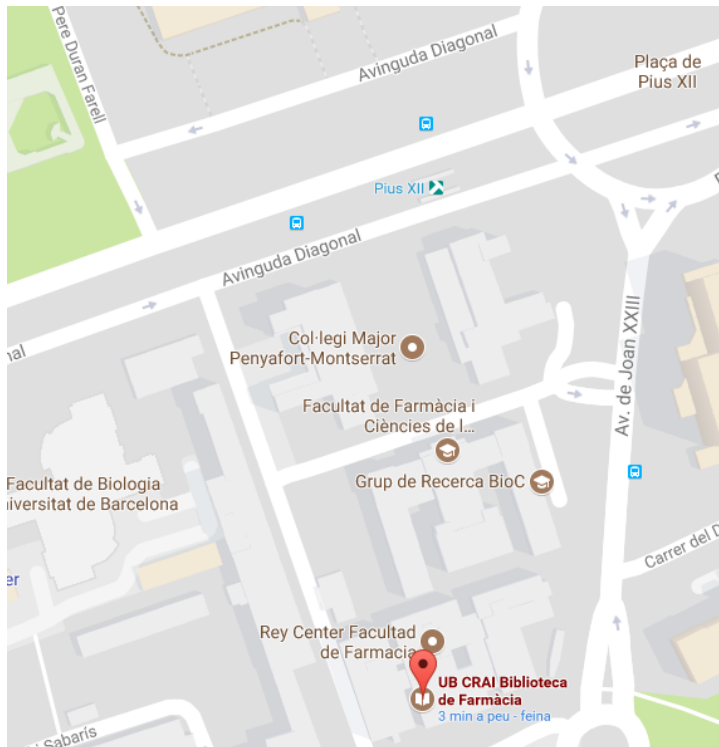 Pere Duran Farell
Avinguda Diagonal
Plaça de
Pius XII
Pius XII
Avinguda Diagonal
nal
Col·legi Major
Penyafort-Montserrat
Av. de Joan XXIII
Facultat de Farmàcia i
Ciències de l...
Facultat de Biologia
niversitat de Barcelona
Grup de Recerca BioC
Carrer del D
er
Rey Center Facultad
de Farmacia
UB CRAI Biblioteca
de Farmàcia
3 min a peu - feina
u Sabarís